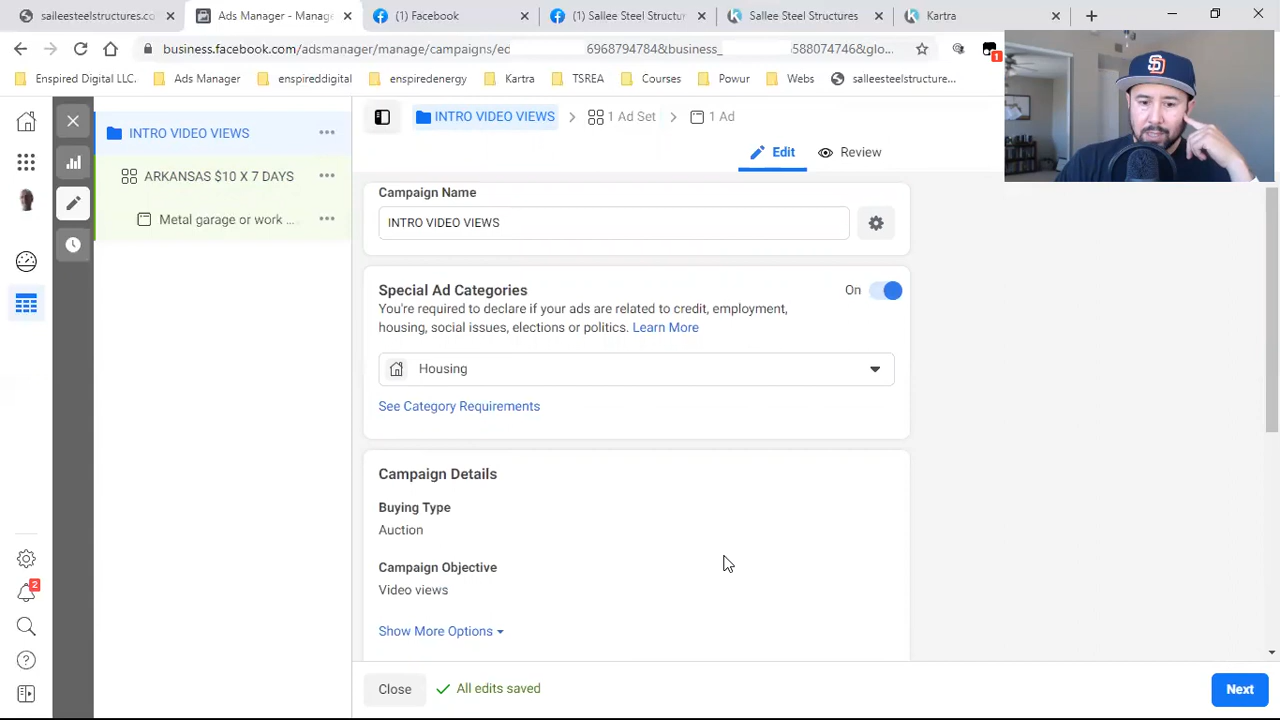 salleesteelstructures.co
Ads Manager - Manage
(1) Facebook
(1) Sallee Steel Structur
Sallee Steel Structures
Kartra
business.facebook.com/adsmanager/manage/campaigns/ec
6968794784&business_
588074746&glo...
1
Enspired Digital LLC.
Ads Manager
enspireddigital
enspiredemail
Kartra
TSREA
Courses
Powur
Webs
salleesteelstructure...
INTRO VIDEO VIEWS
ARKANSAS $10 X 7 DAYS
Metal garage or work ...
INTRO VIDEO VIEWS
1 Ad Set
1 Ad
Edit
Review
Campaign Name
INTRO VIDEO VIEWS
Special Ad Categories
On
You're required to declare if your ads are related to credit, employment,
housing, social issues, elections or politics. Learn More
Housing
See Category Requirements
Campaign Details
Buying Type
Auction
Campaign Objective
Video views
Show More Options
2
Close
All edits saved
Next
SD